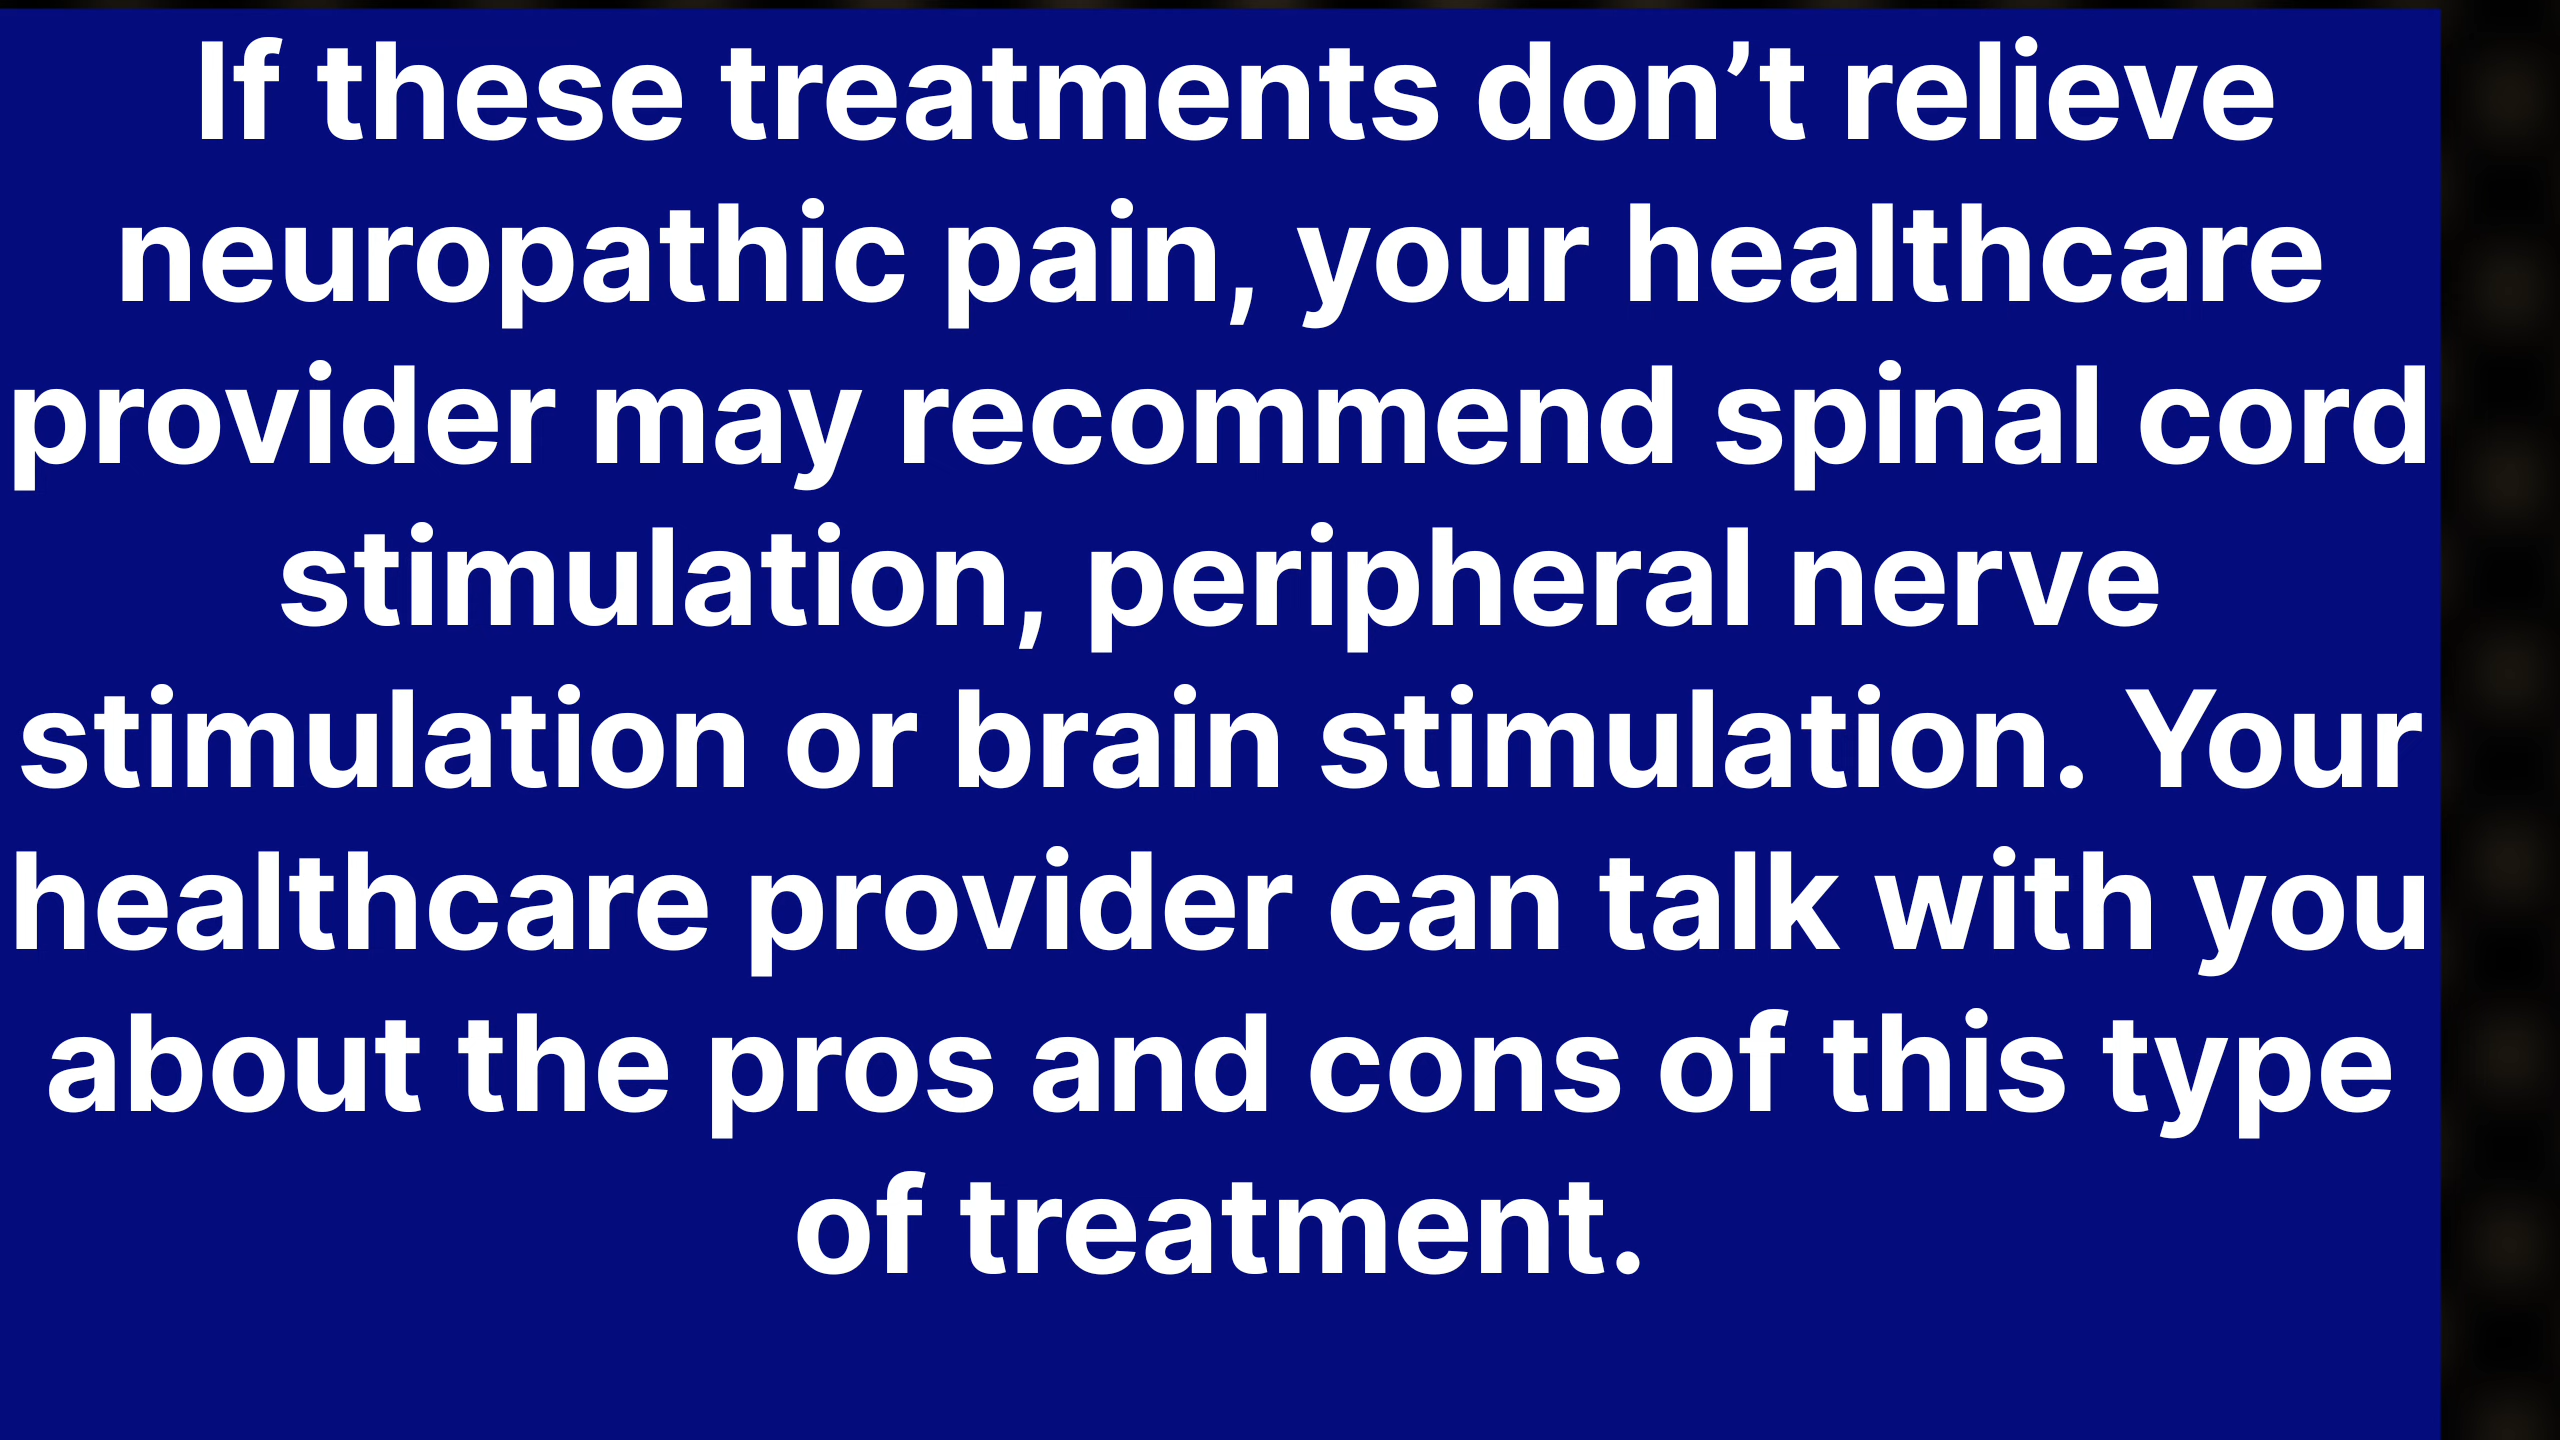 If these treatments don’t relieve
neuropathic pain, your healthcare
provider may recommend spinal cord
stimulation, peripheral nerve
stimulation or brain stimulation. Your
healthcare provider can talk with you
about the pros and cons of this type
of treatment.